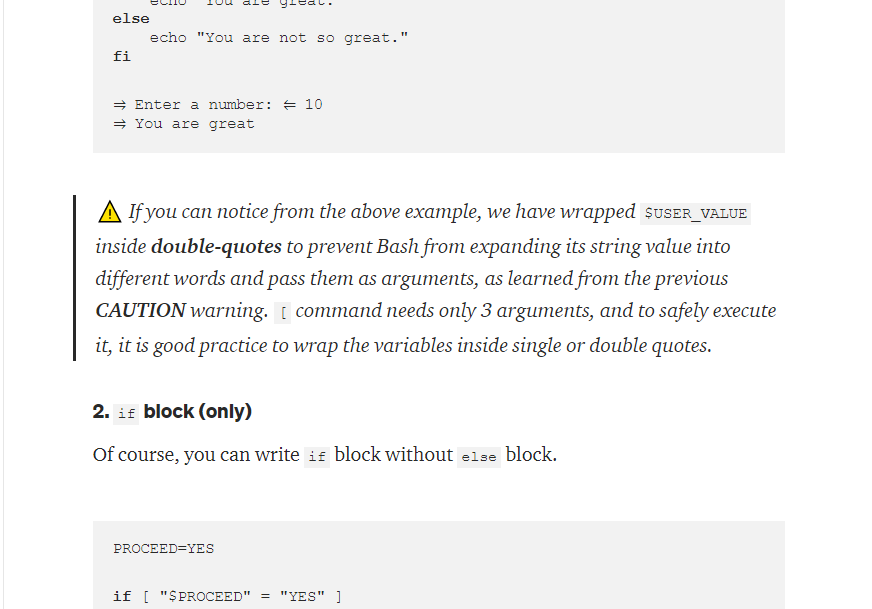 echo "You are great."
else
echo "You are not so great."
fi
⇒ Enter a number: ⇐ 10
⇒ You are great
⚠ If you can notice from the above example, we have wrapped $USER_VALUE
inside double-quotes to prevent Bash from expanding its string value into
different words and pass them as arguments, as learned from the previous
CAUTION warning. [ command needs only 3 arguments, and to safely execute
it, it is good practice to wrap the variables inside single or double quotes.
2. if block (only)
Of course, you can write if block without else block.
PROCEED=YES
if [ "$PROCEED" = "YES" ]